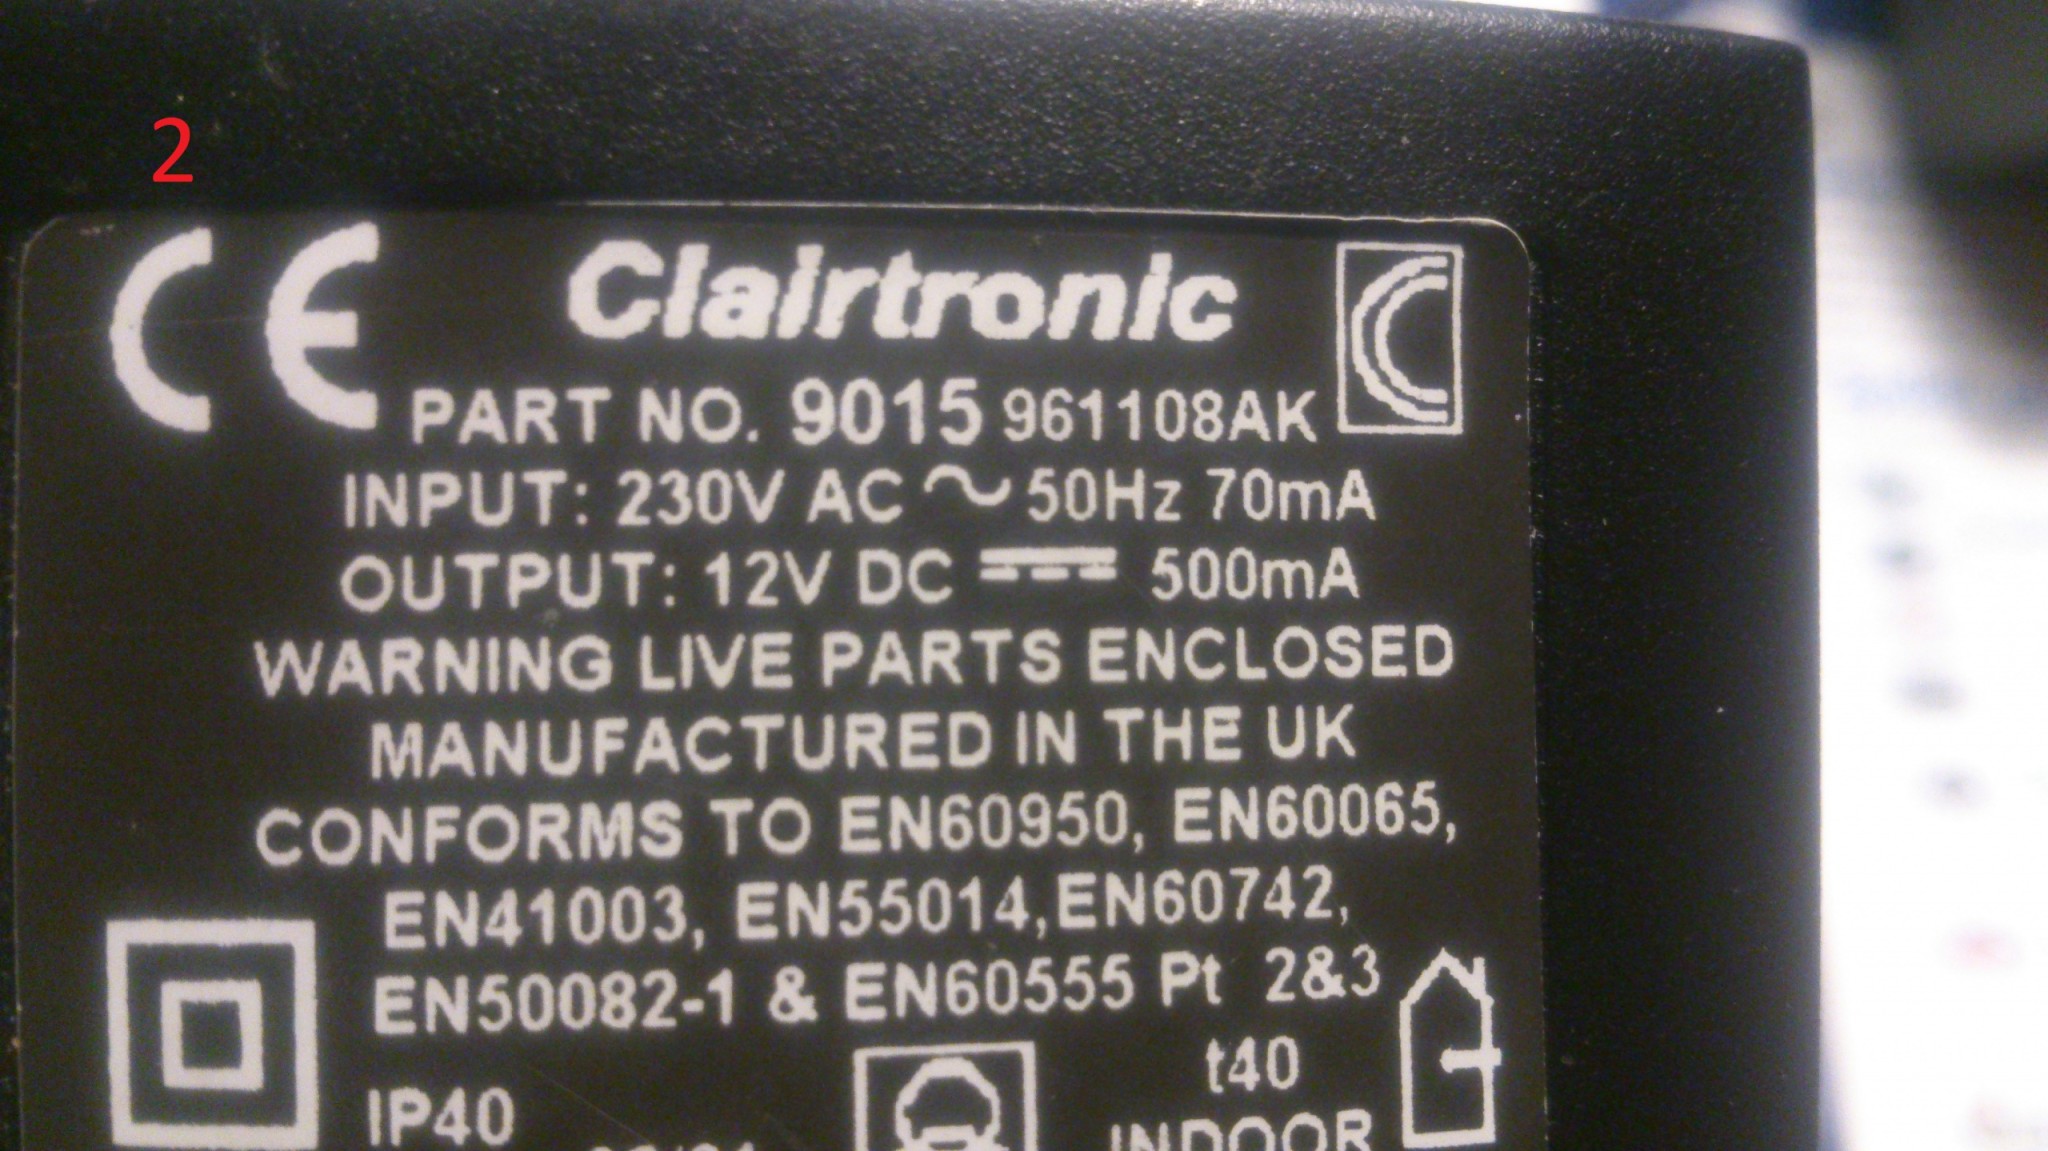 2
CE Clairtronic
PART NO. 9015 961108AK
INPUT: 230V AC ~ 50Hz 70mA
OUTPUT: 12V DC ⎓ 500mA
WARNING LIVE PARTS ENCLOSED
MANUFACTURED IN THE UK
CONFORMS TO EN60950, EN60065,
EN41003, EN55014,EN60742,
EN50082-1 & EN60555 Pt 2&3
t40
IP40
INDOOR